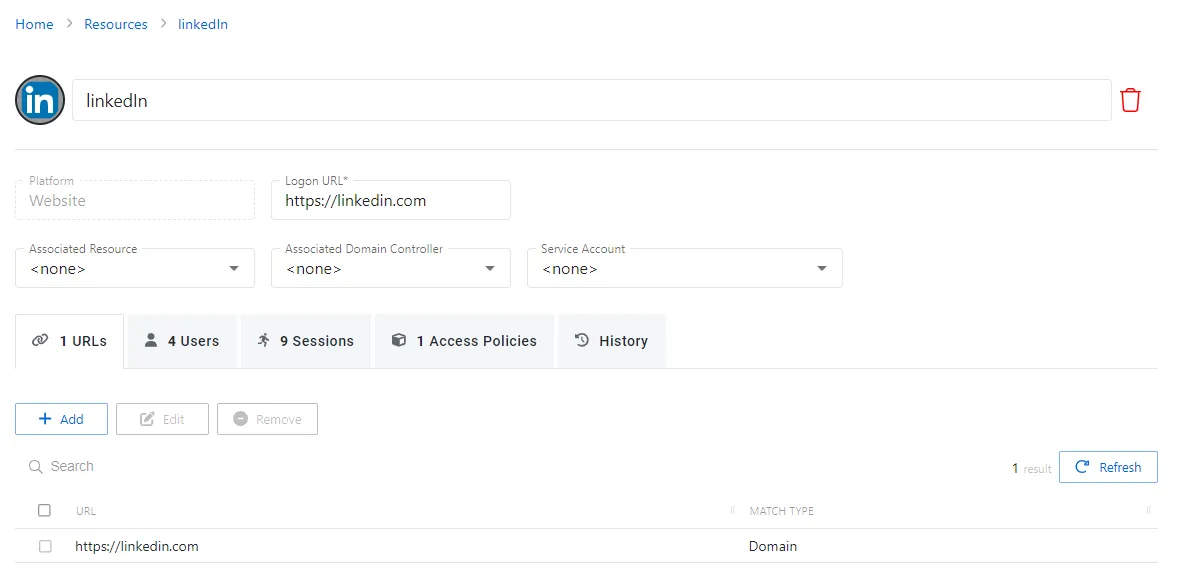 Home > Resources > linkedIn
in linkedIn
Platform Logon URL*
Website https://linkedin.com
Associated Resource Associated Domain Controller Service Account
<none> <none> <none>
1 URLs 4 Users 9 Sessions 1 Access Policies History
+ Add Edit Remove
Search 1 result Refresh
URL MATCH TYPE
https://linkedin.com Domain